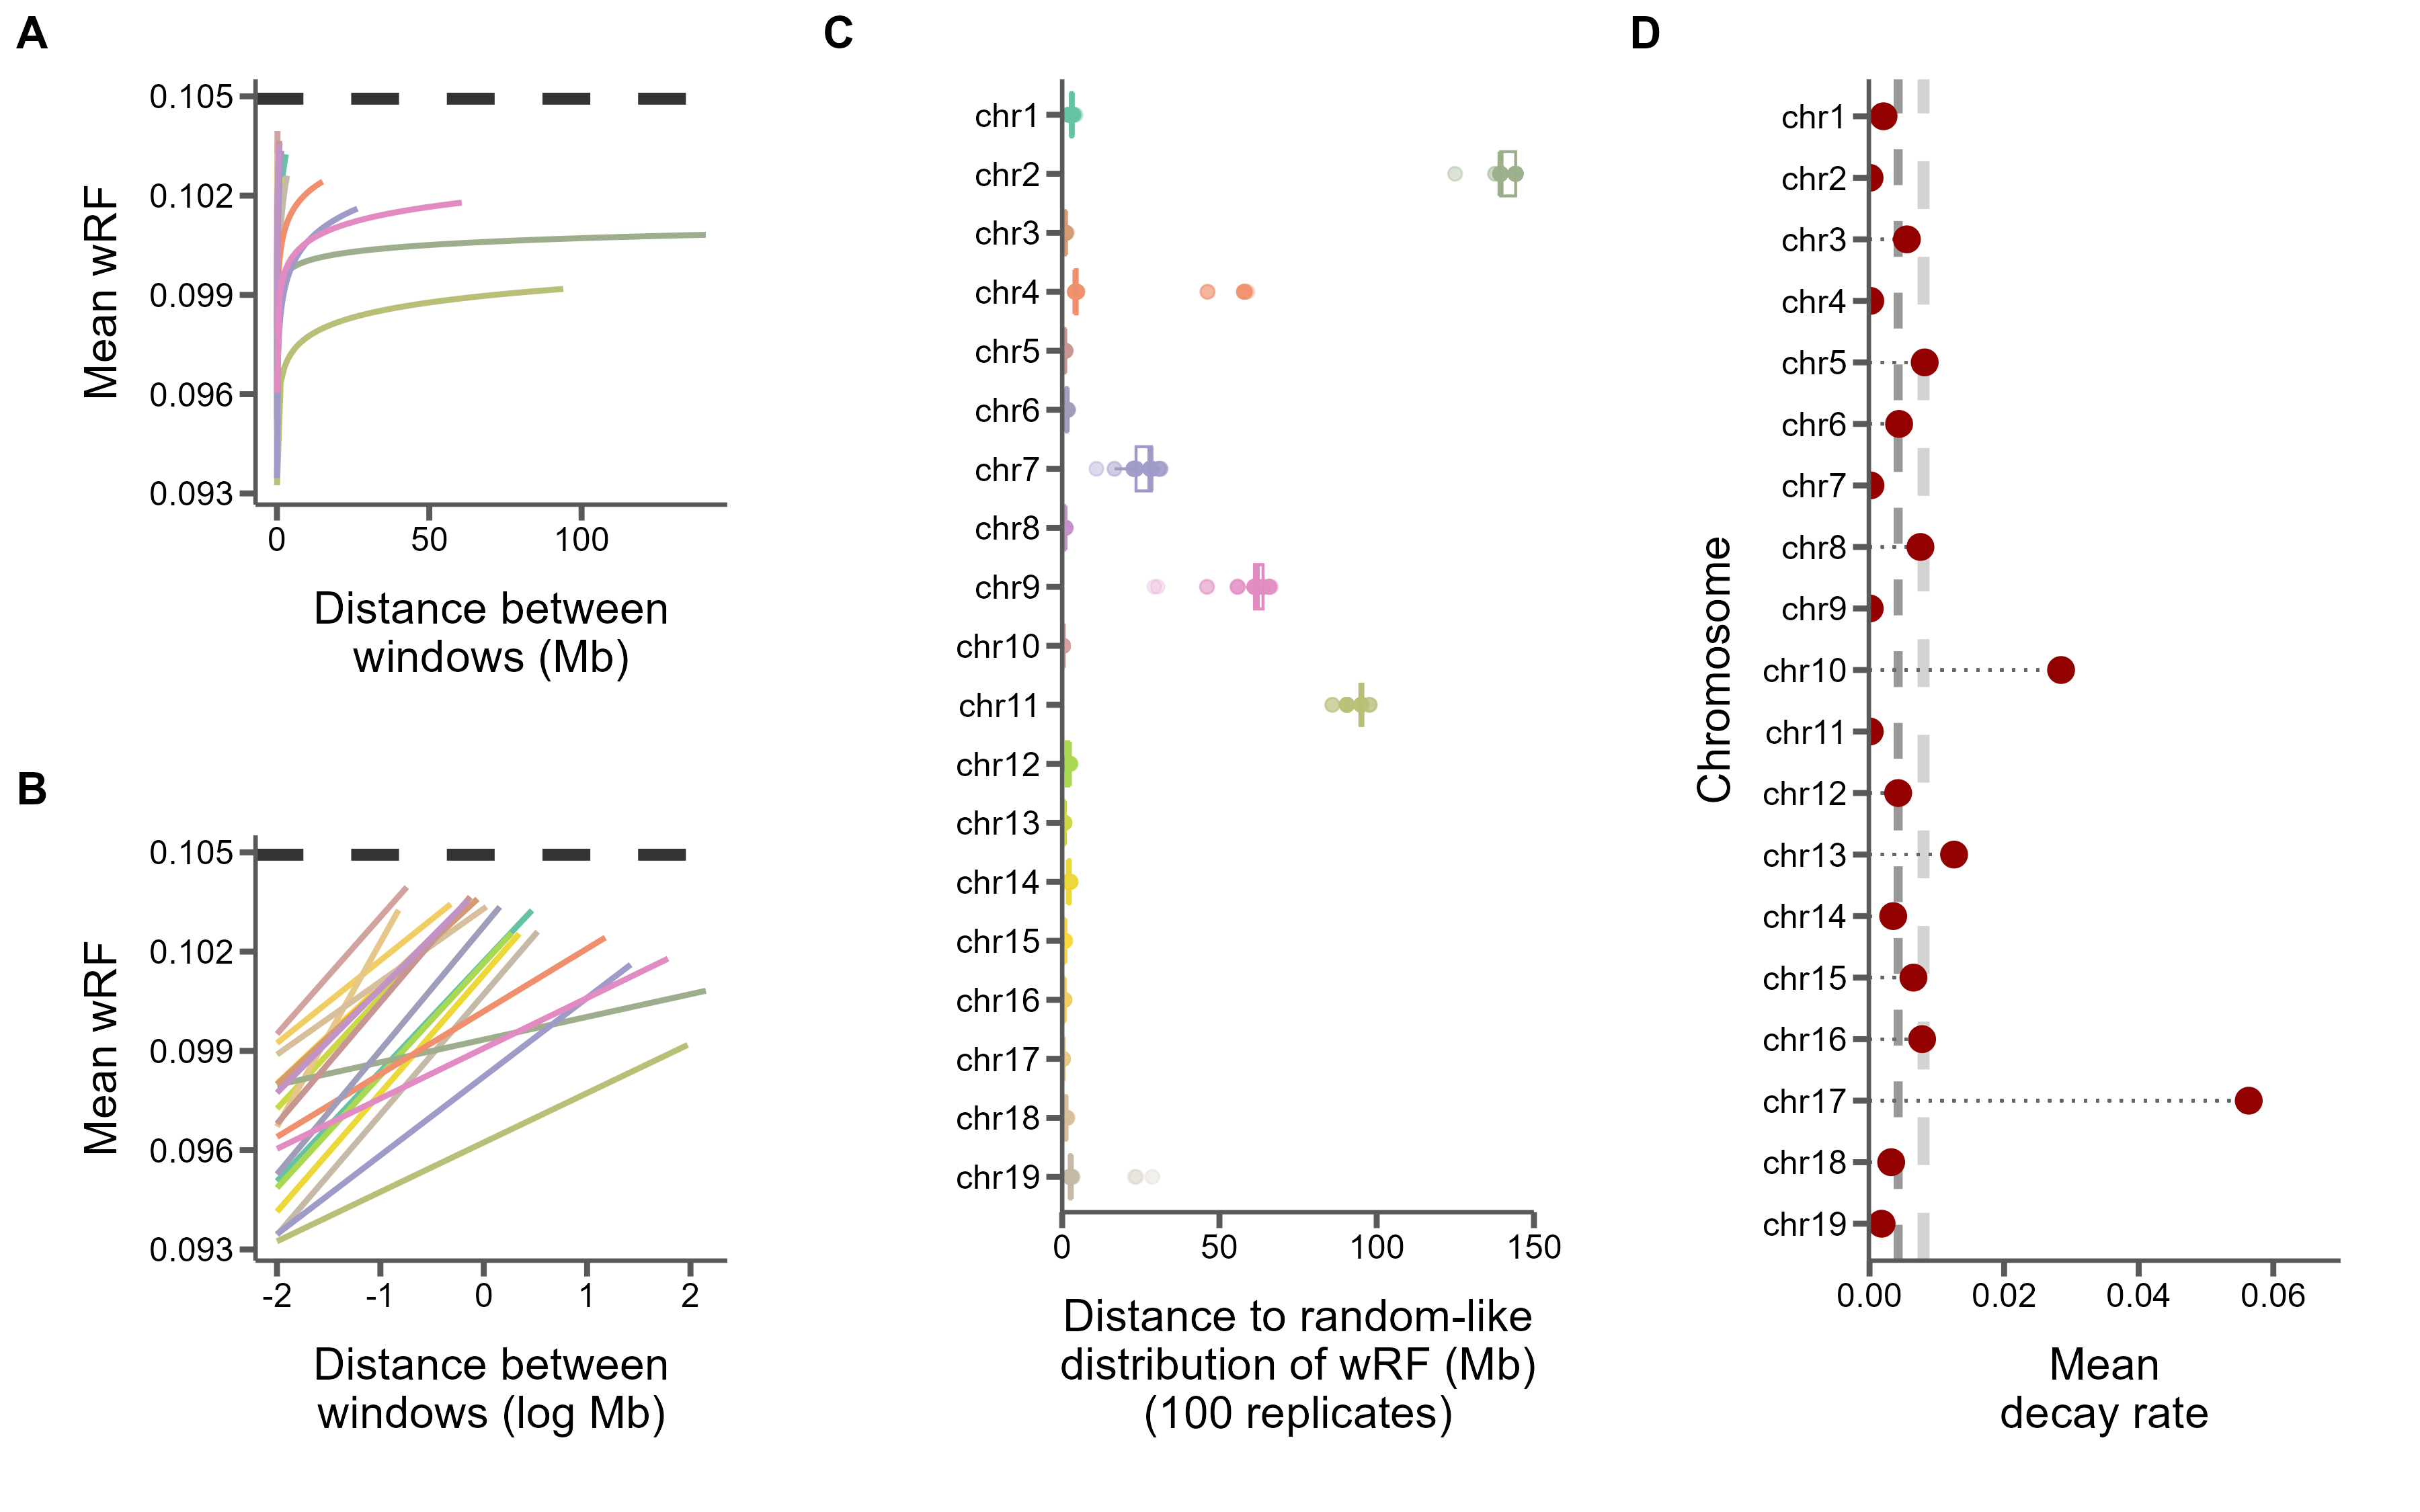 A
0.105
0.102
0.099
0.096
0.093
Mean wRF
0
50
100
Distance between
windows (Mb)
B
0.105
0.102
0.099
0.096
0.093
Mean wRF
-2
-1
0
1
2
Distance between
windows (log Mb)
C
chr1
chr2
chr3
chr4
chr5
chr6
chr7
chr8
chr9
chr10
chr11
chr12
chr13
chr14
chr15
chr16
chr17
chr18
chr19
0
50
100
150
Distance to random-like
distribution of wRF (Mb)
(100 replicates)
D
Chromosome
chr1
chr2
chr3
chr4
chr5
chr6
chr7
chr8
chr9
chr10
chr11
chr12
chr13
chr14
chr15
chr16
chr17
chr18
chr19
0.00
0.02
0.04
0.06
Mean
decay rate